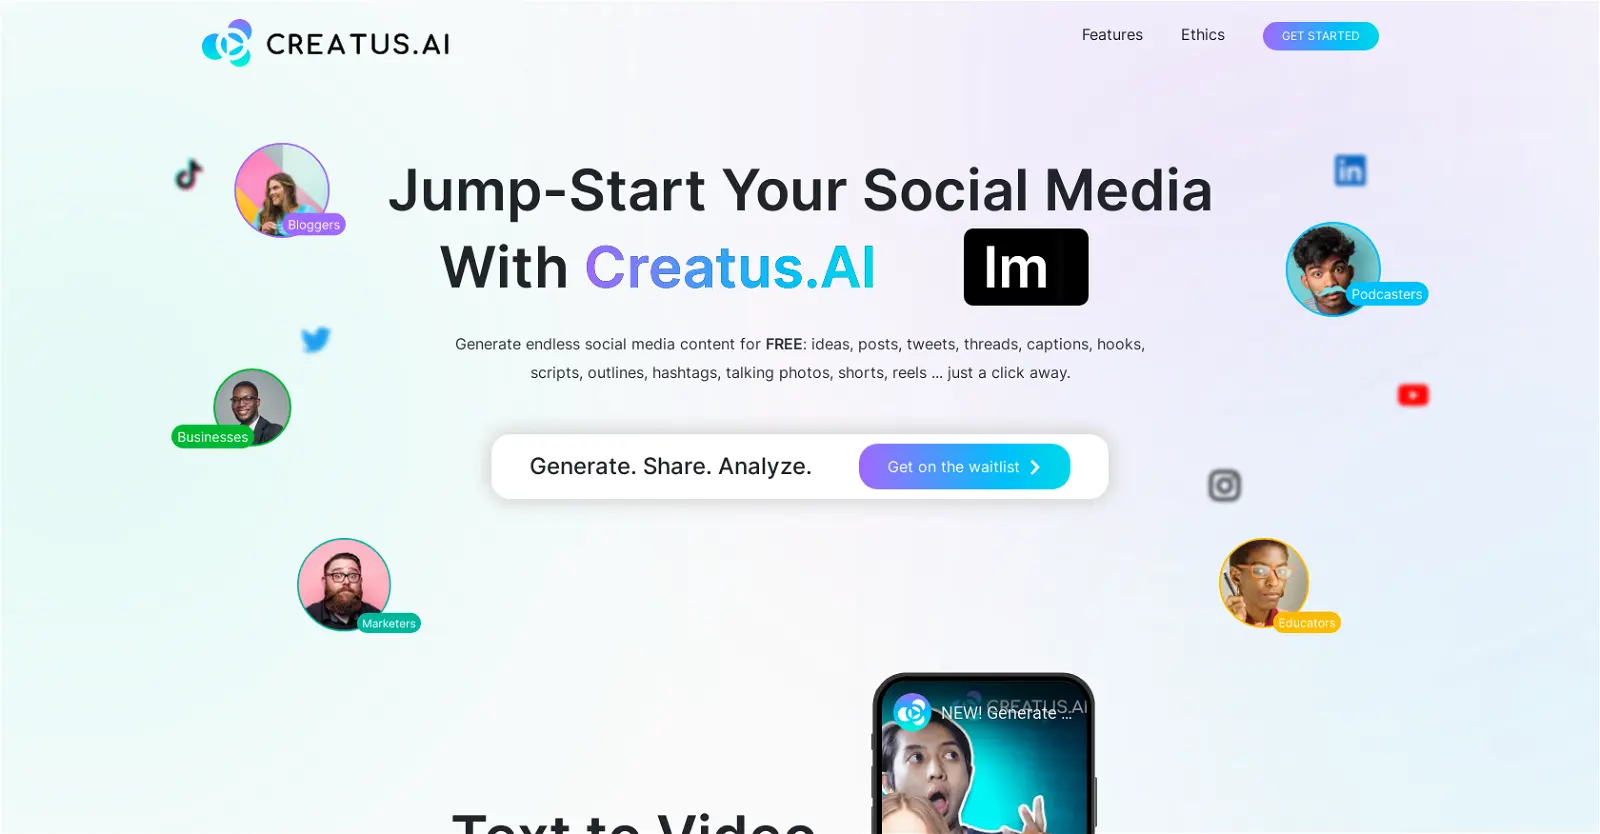 CREATUS.AI
Features
Ethics
GET STARTED
Bloggers
Jump-Start Your Social Media
With Creatus.AI Im
Podcasters
Generate endless social media content for FREE: ideas, posts, tweets, threads, captions, hooks,
scripts, outlines, hashtags, talking photos, shorts, reels ... just a click away.
Businesses
Generate. Share. Analyze.
Get on the waitlist
Marketers
Educators
CREATUS.AI
NEW! Generate ...
Text to Video